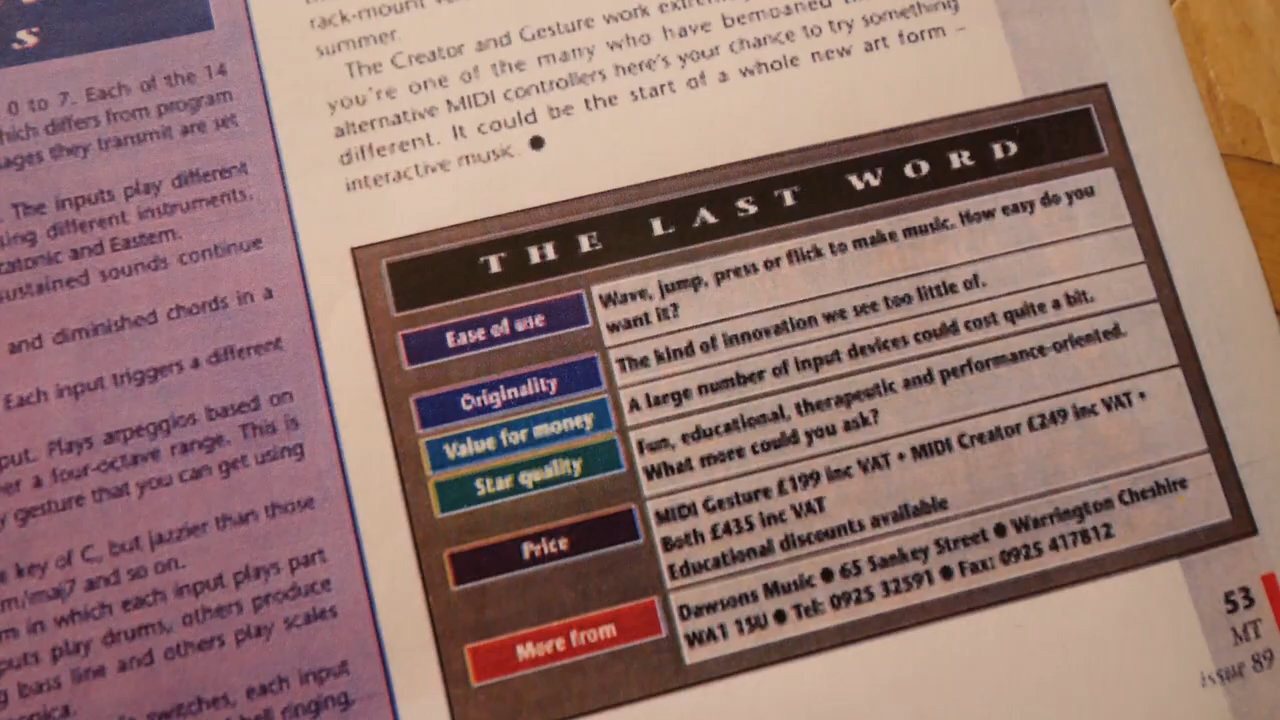 s
0 to 7. Each of the 14
which differs from program
sages they transmit are set
. The inputs play different
using different instruments,
tatonic and Eastern.
sustained sounds continue
and diminished chords in a
Each input triggers a different
put. Plays arpeggios based on
er a four-octave range. This is
y gesture that you can get using
e key of C, but jazzier than those
m/maj7 and so on.
m in which each input plays part
puts play drums, others produce
g bass line and others play scales
switches, each input
ringing,
rack-mount
summer.
The Creator and Gesture work
you're one of the many who have bemoaned
alternative MIDI controllers here's your chance to try something
different. It could be the start of a whole new art form –
interactive music. ●
THE LAST WORD
Ease of use
Wave, jump, press or flick to make music. How easy do you
want it?
Originality
The kind of innovation we see too little of.
Value for money
A large number of input devices could cost quite a bit.
Star quality
Fun, educational, therapeutic and performance-oriented.
What more could you ask?
Price
MIDI Gesture £199 inc VAT • MIDI Creator £249 inc VAT •
Both £435 inc VAT
Educational discounts available
More from
Dawsons Music ● 65 Sankey Street ● Warrington Cheshire
WA1 1SU ● Tel: 0925 32591 ● Fax: 0925 417812
53
MT
issue 89